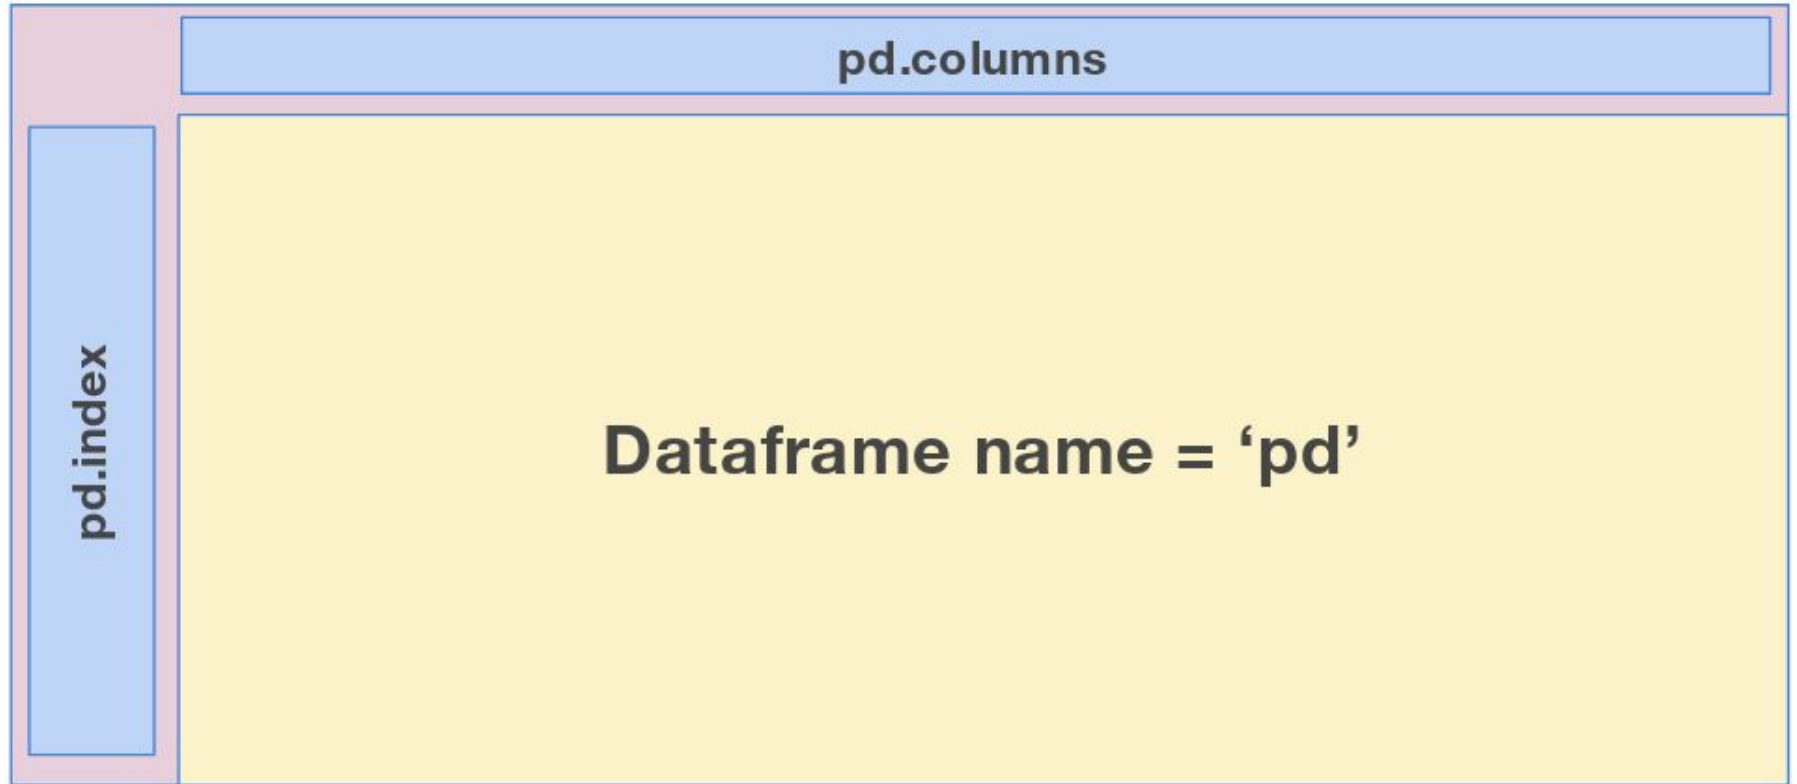 pd.columns
pd.index
Dataframe name = ‘pd’